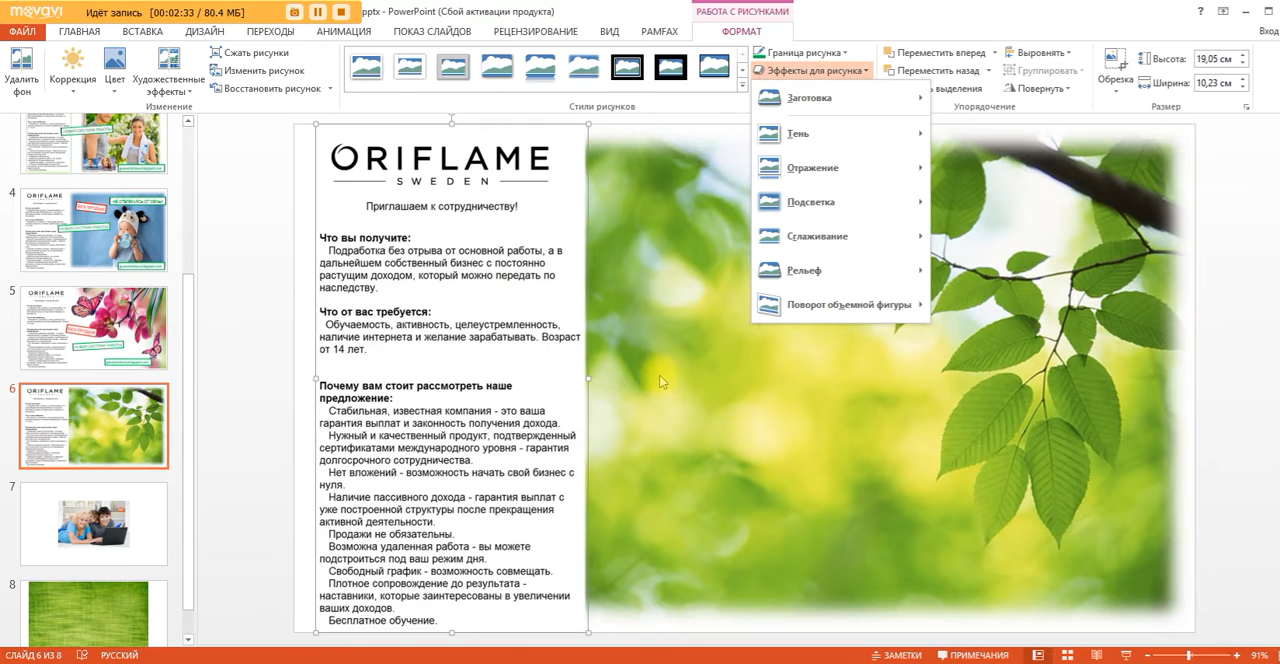 movavi Идёт запись [00:02:33 / 80.4 МБ]
.pptx - PowerPoint (Сбой активации продукта)
РАБОТА С РИСУНКАМИ
?
Вход
ФАЙЛ ГЛАВНАЯ ВСТАВКА ДИЗАЙН ПЕРЕХОДЫ АНИМАЦИЯ ПОКАЗ СЛАЙДОВ РЕЦЕНЗИРОВАНИЕ ВИД РАМFAX ФОРМАТ
Удалить фон
Коррекция
Цвет
Художественные эффекты
Сжать рисунки
Изменить рисунок
Восстановить рисунок
Изменение
Стили рисунков
Граница рисунка
Эффекты для рисунка
Переместить вперед
Переместить назад
выделения
Выровнять
Группировать
Повернуть
Упорядочение
Обрезка
Высота: 19,05 см
Ширина: 10,23 см
Размер
Заготовка
Тень
Отражение
Подсветка
Сглаживание
Рельеф
Поворот объемной фигуры
4
5
6
7
8
ORIFLAME
SWEDEN
Приглашаем к сотрудничеству!
Что вы получите:
Подработка без отрыва от основной работы, а в
дальнейшем собственный бизнес с постоянно
растущим доходом, который можно передать по
наследству.
Что от вас требуется:
Обучаемость, активность, целеустремленность,
наличие интернета и желание зарабатывать. Возраст
от 14 лет.
Почему вам стоит рассмотреть наше
предложение:
Стабильная, известная компания - это ваша
гарантия выплат и законность получения дохода.
Нужный и качественный продукт, подтвержденный
сертификатами международного уровня - гарантия
долгосрочного сотрудничества.
Нет вложений - возможность начать свой бизнес с
нуля.
Наличие пассивного дохода - гарантия выплат с
уже построенной структуры после прекращения
активной деятельности.
Продажи не обязательны.
Возможна удаленная работа - вы можете
подстроиться под ваш режим дня.
Свободный график - возможность совмещать.
Плотное сопровождение до результата -
наставники, которые заинтересованы в увеличении
ваших доходов.
Бесплатное обучение.
СЛАЙД 6 ИЗ 8 РУССКИЙ ЗАМЕТКИ ПРИМЕЧАНИЯ 91%